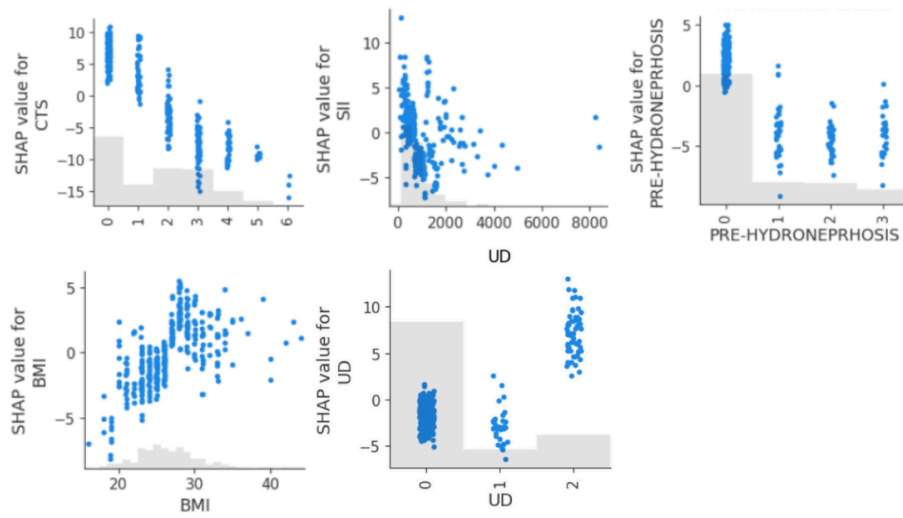 SHAP value for
CTS
10
5
0
−5
−10
−15
0 1 2 3 4 5 6
SHAP value for
SII
10
5
0
−5
0 2000 4000 6000 8000
UD
SHAP value for
PRE-HYDRONEPRHOSIS
5
0
−5
0 1 2 3
PRE-HYDRONEPRHOSIS
SHAP value for
BMI
5
0
−5
20 30 40
BMI
SHAP value for
UD
10
5
0
−5
0 1 2
UD